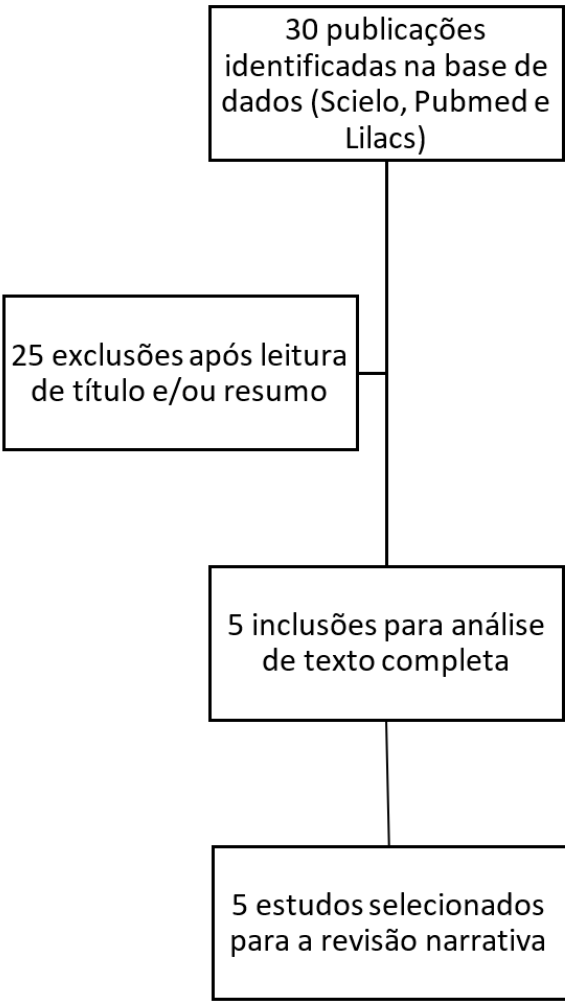 30 publicações
identificadas na base de
dados (Scielo, Pubmed e
Lilacs)
25 exclusões após leitura
de título e/ou resumo
5 inclusões para análise
de texto completa
5 estudos selecionados
para a revisão narrativa